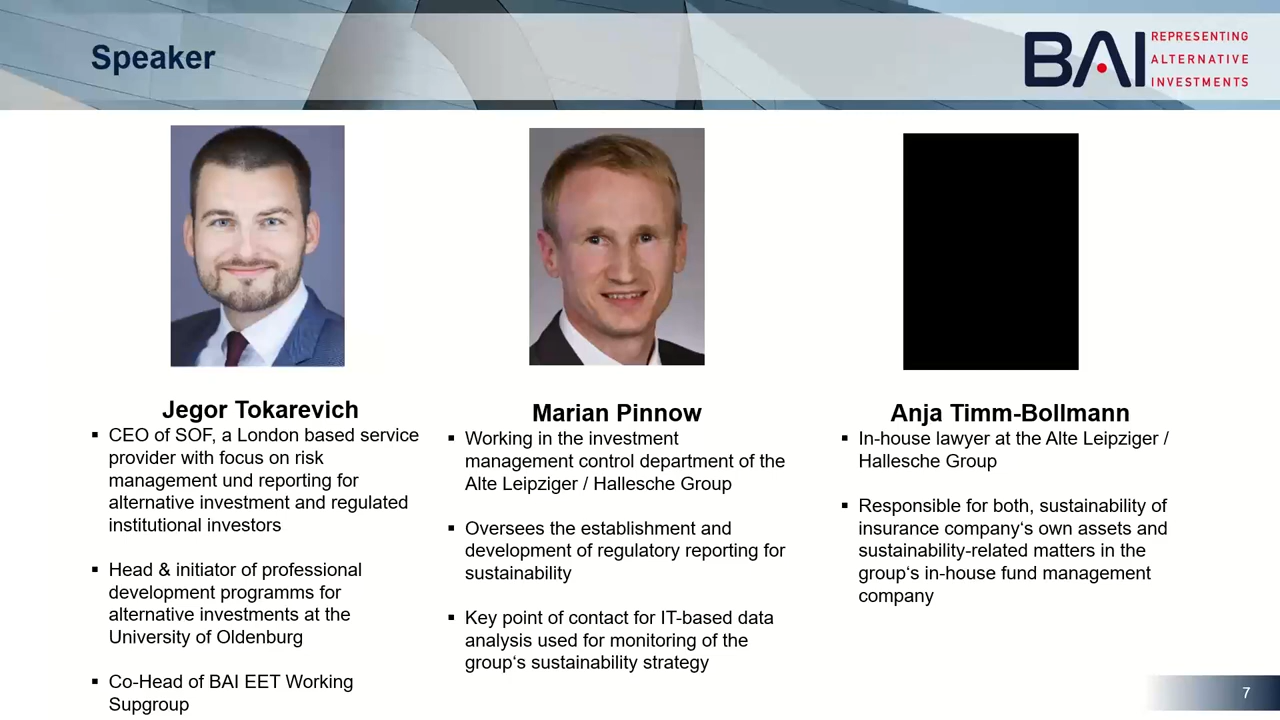 Speaker
BAI
REPRESENTING
ALTERNATIVE
INVESTMENTS
Jegor Tokarevich
▪ CEO of SOF, a London based service
provider with focus on risk
management und reporting for
alternative investment and regulated
institutional investors
▪ Head & initiator of professional
development programms for
alternative investments at the
University of Oldenburg
▪ Co-Head of BAI EET Working
Supgroup
Marian Pinnow
▪ Working in the investment
management control department of the
Alte Leipziger / Hallesche Group
▪ Oversees the establishment and
development of regulatory reporting for
sustainability
▪ Key point of contact for IT-based data
analysis used for monitoring of the
group‘s sustainability strategy
Anja Timm-Bollmann
▪ In-house lawyer at the Alte Leipziger /
Hallesche Group
▪ Responsible for both, sustainability of
insurance company‘s own assets and
sustainability-related matters in the
group‘s in-house fund management
company
7